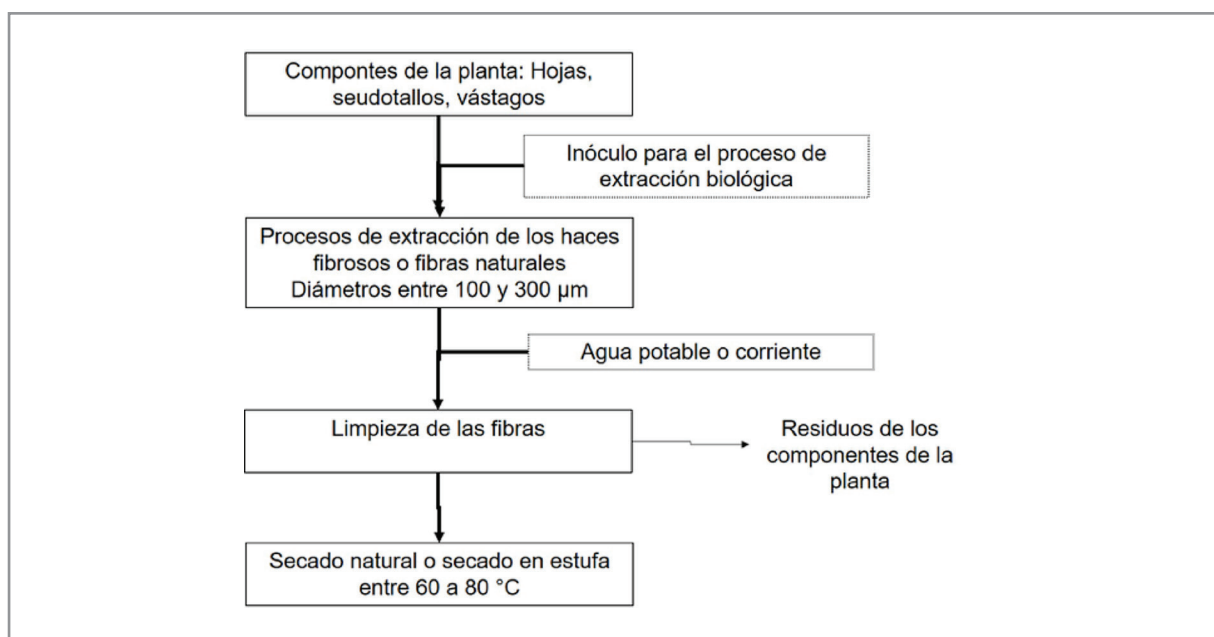 Compontes de la planta: Hojas,
seudotallos, vástagos
Inóculo para el proceso de
extracción biológica
Procesos de extracción de los haces
fibrosos o fibras naturales
Diámetros entre 100 y 300 µm
Agua potable o corriente
Limpieza de las fibras
Residuos de los
componentes de la
planta
Secado natural o secado en estufa
entre 60 a 80 °C